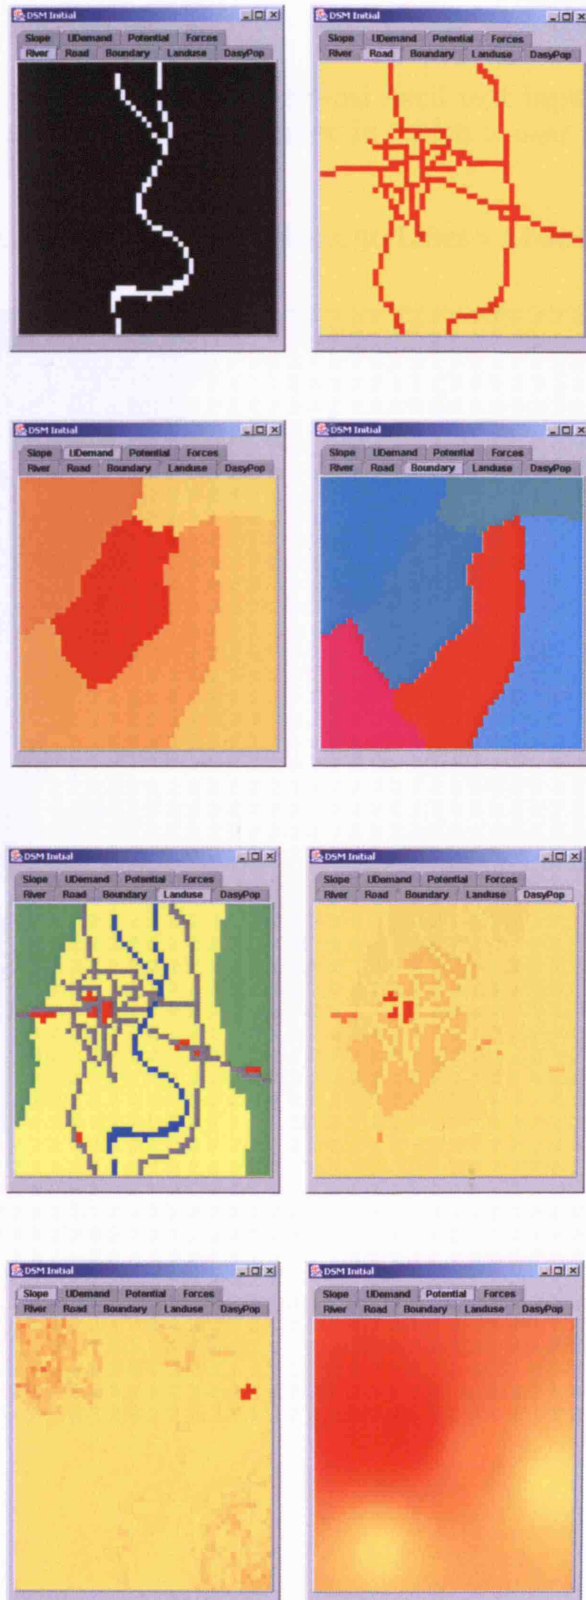 DSM Initial
Slope UDemand Potential Forces
River Road Boundary Landuse DasyPop
DSM Initial
Slope UDemand Potential Forces
River Road Boundary Landuse DasyPop
DSM Initial
Slope UDemand Potential Forces
River Road Boundary Landuse DasyPop
DSM Initial
Slope UDemand Potential Forces
River Road Boundary Landuse DasyPop
DSM Initial
Slope UDemand Potential Forces
River Road Boundary Landuse DasyPop
DSM Initial
Slope UDemand Potential Forces
River Road Boundary Landuse DasyPop
DSM Initial
Slope UDemand Potential Forces
River Road Boundary Landuse DasyPop
DSM Initial
Slope UDemand Potential Forces
River Road Boundary Landuse DasyPop